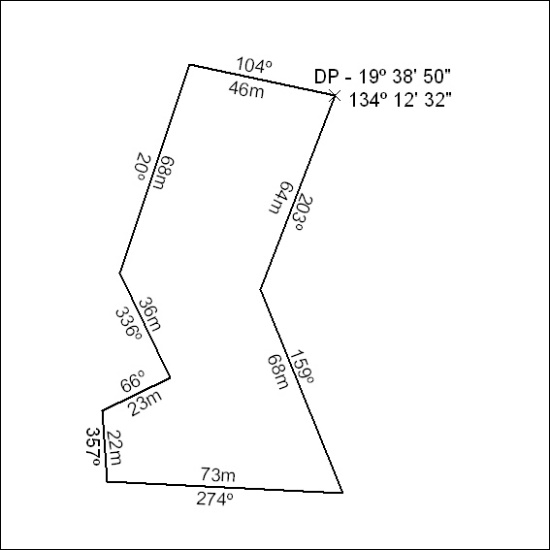 104º
46m
DP - 19º 38' 50"
134º 12' 32"
20º
68m
64m
203º
336º
36m
159º
68m
66º
23m
357º
22m
73m
274º